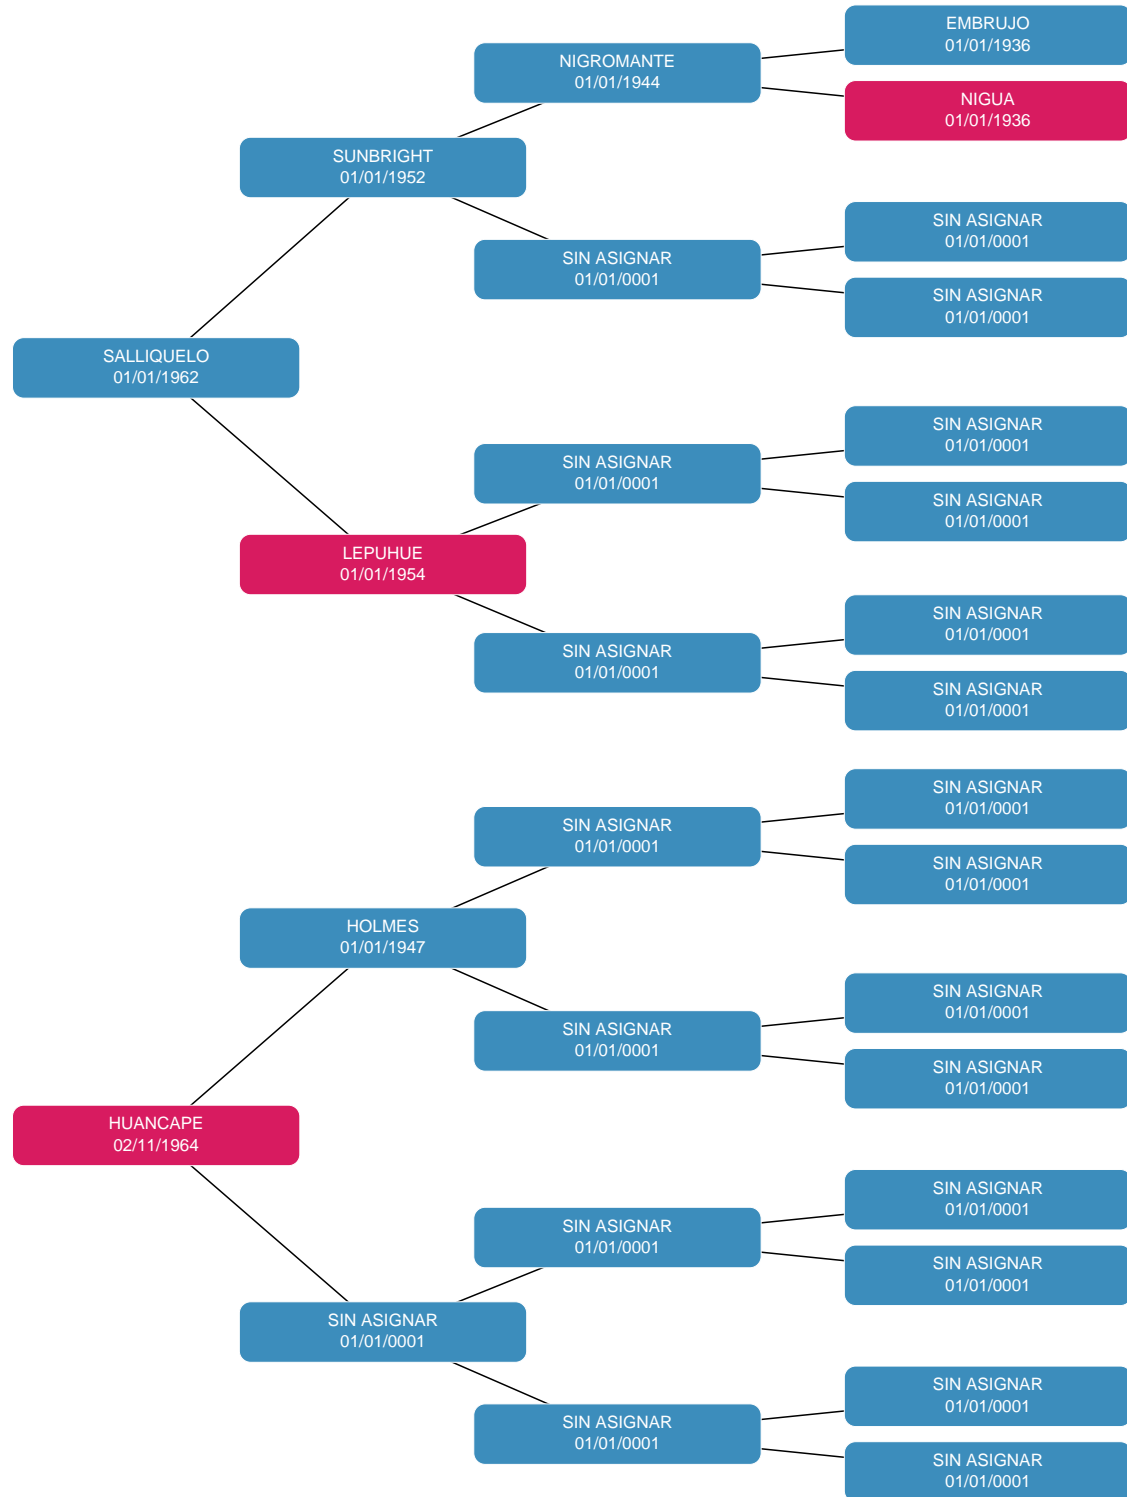 EMBRUJO
01/01/1936
NIGROMANTE
01/01/1944
NIGUA
01/01/1936
SUNBRIGHT
01/01/1952
SIN ASIGNAR
01/01/0001
SIN ASIGNAR
01/01/0001
SIN ASIGNAR
01/01/0001
SALLIQUELO
01/01/1962
SIN ASIGNAR
01/01/0001
SIN ASIGNAR
01/01/0001
SIN ASIGNAR
01/01/0001
LEPUHUE
01/01/1954
SIN ASIGNAR
01/01/0001
SIN ASIGNAR
01/01/0001
SIN ASIGNAR
01/01/0001
SIN ASIGNAR
01/01/0001
SIN ASIGNAR
01/01/0001
SIN ASIGNAR
01/01/0001
HOLMES
01/01/1947
SIN ASIGNAR
01/01/0001
SIN ASIGNAR
01/01/0001
SIN ASIGNAR
01/01/0001
HUANCAPE
02/11/1964
SIN ASIGNAR
01/01/0001
SIN ASIGNAR
01/01/0001
SIN ASIGNAR
01/01/0001
SIN ASIGNAR
01/01/0001
SIN ASIGNAR
01/01/0001
SIN ASIGNAR
01/01/0001
SIN ASIGNAR
01/01/0001